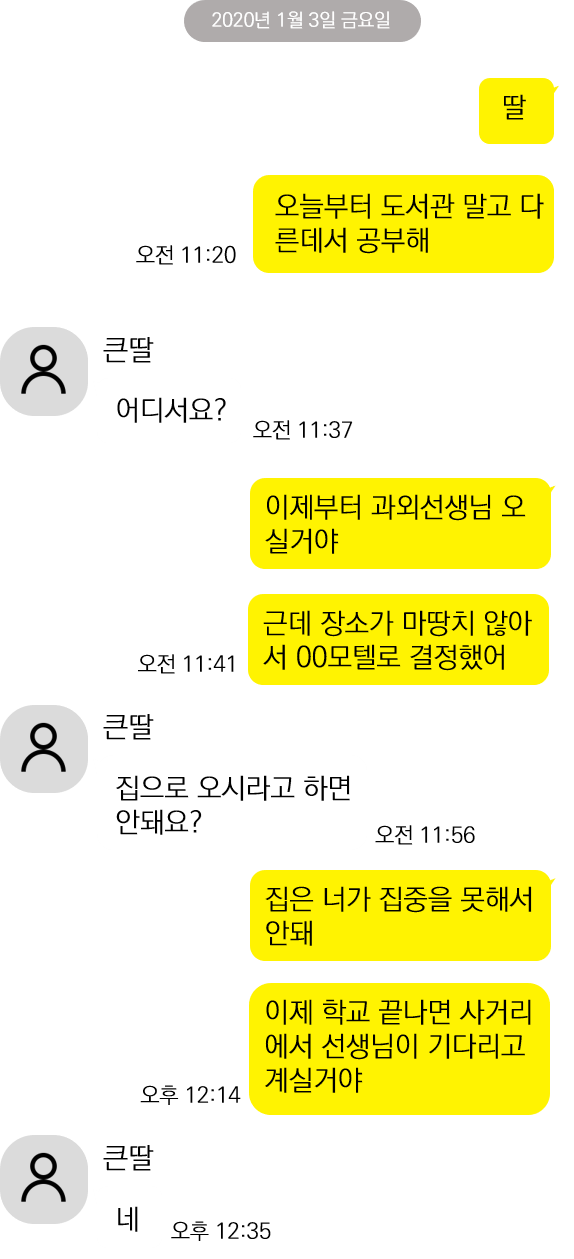 2020년 1월 3일 금요일
딸
오늘부터 도서관 말고 다
른데서 공부해
오전 11:20
큰딸
어디서요?
오전 11:37
이제부터 과외선생님 오
실거야
근데 장소가 마땅치 않아
서 00모텔로 결정했어
오전 11:41
큰딸
집으로 오시라고 하면
안돼요?
오전 11:56
집은 너가 집중을 못해서
안돼
이제 학교 끝나면 사거리
에서 선생님이 기다리고
계실거야
오후 12:14
큰딸
네
오후 12:35